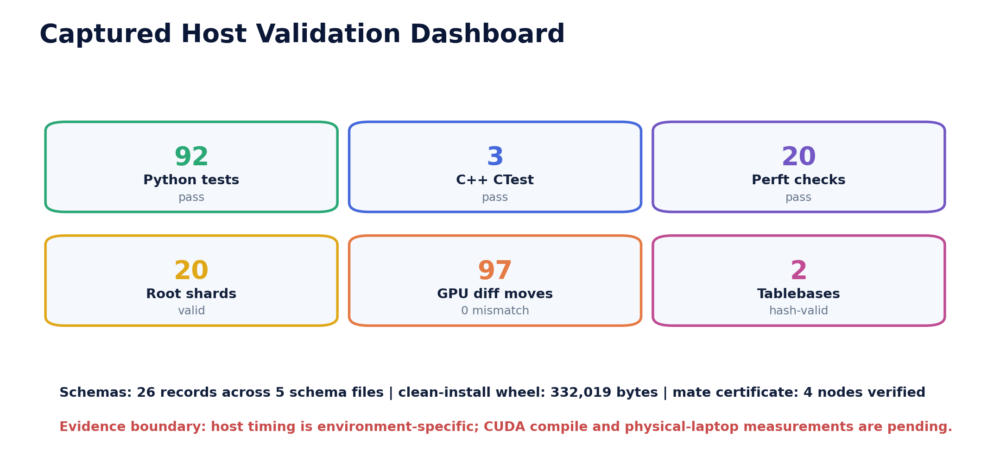 Captured Host Validation Dashboard
92
Python tests
pass
3
C++ CTest
pass
20
Perft checks
pass
20
Root shards
valid
97
GPU diff moves
0 mismatch
2
Tablebases
hash-valid
Schemas: 26 records across 5 schema files | clean-install wheel: 332,019 bytes | mate certificate: 4 nodes verified
Evidence boundary: host timing is environment-specific; CUDA compile and physical-laptop measurements are pending.